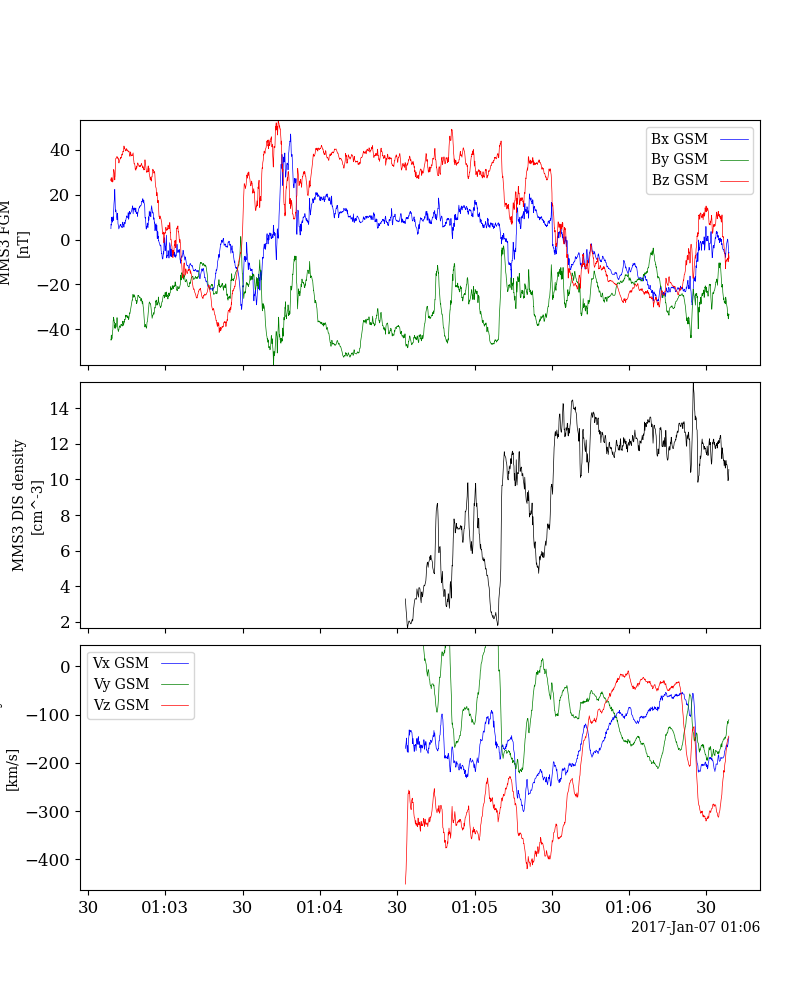 MMS3 FGM
[nT]
40
20
0
−20
−40
Bx GSM
By GSM
Bz GSM
MMS3 DIS density
[cm^-3]
14
12
10
8
6
4
2
[km/s]
0
−100
−200
−300
−400
Vx GSM
Vy GSM
Vz GSM
30
01:03
30
01:04
30
01:05
30
01:06
30
2017-Jan-07 01:06